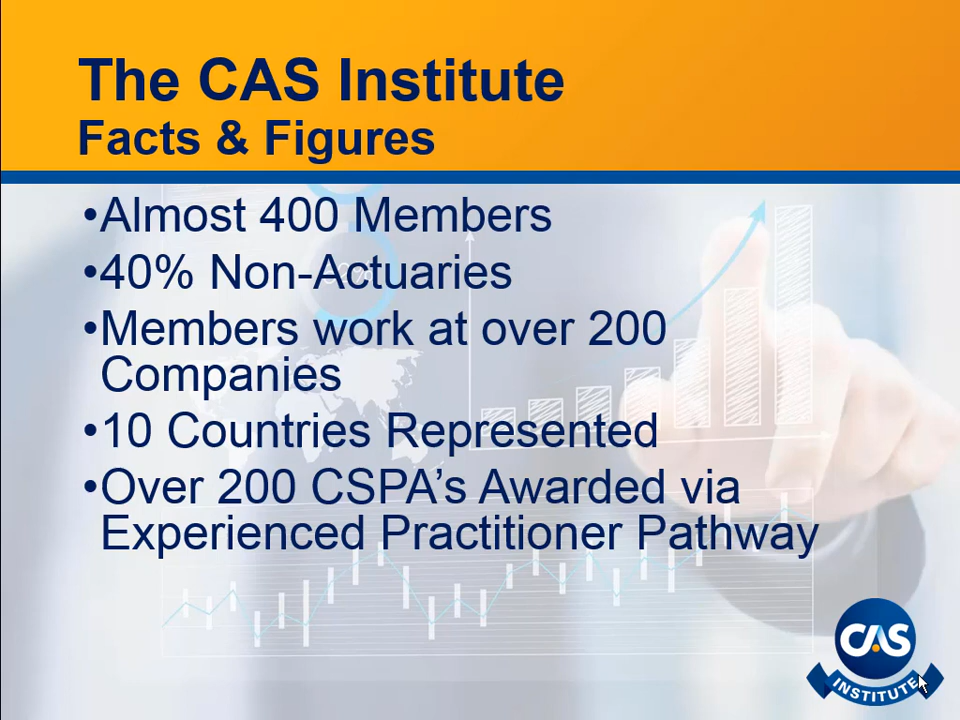 The CAS Institute
Facts & Figures
•Almost 400 Members
•40% Non-Actuaries
•Members work at over 200
Companies
•10 Countries Represented
•Over 200 CSPA’s Awarded via
Experienced Practitioner Pathway
CAS
INSTITUTE